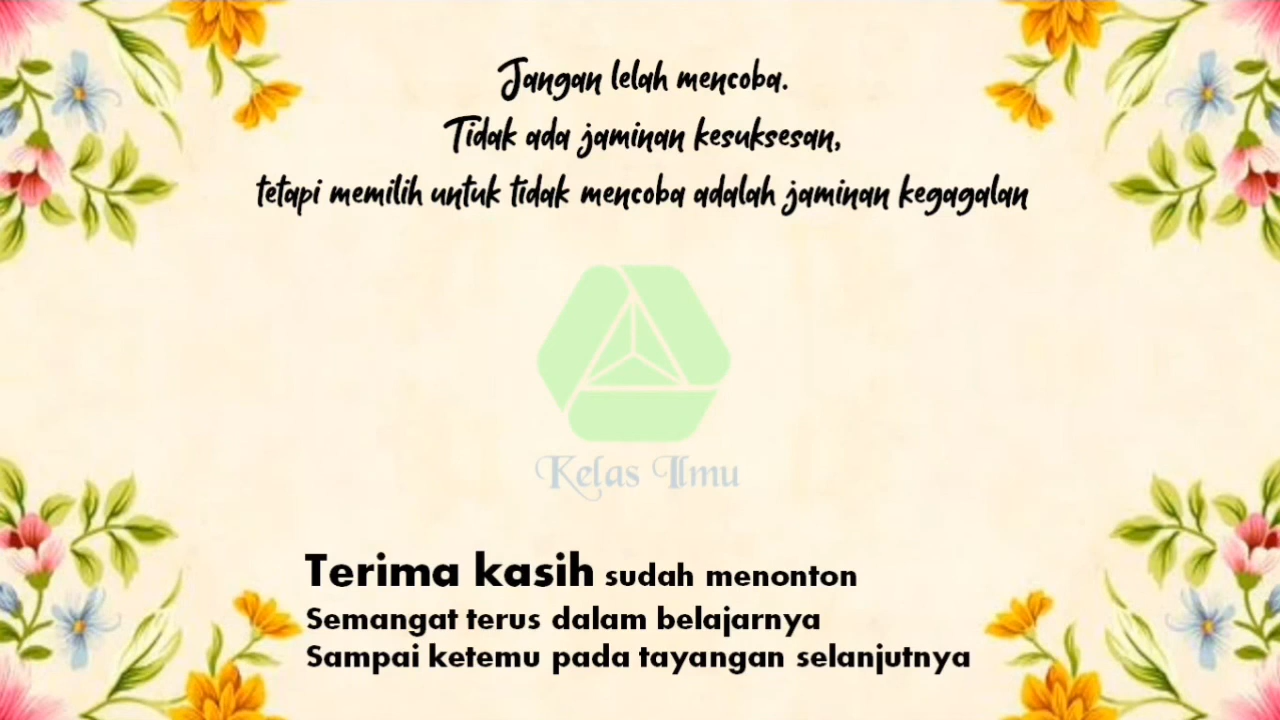 Jangan lelah mencoba.
Tidak ada jaminan kesuksesan,
tetapi memilih untuk tidak mencoba adalah jaminan kegagalan
Kelas Ilmu
Terima kasih sudah menonton
Semangat terus dalam belajarnya
Sampai ketemu pada tayangan selanjutnya